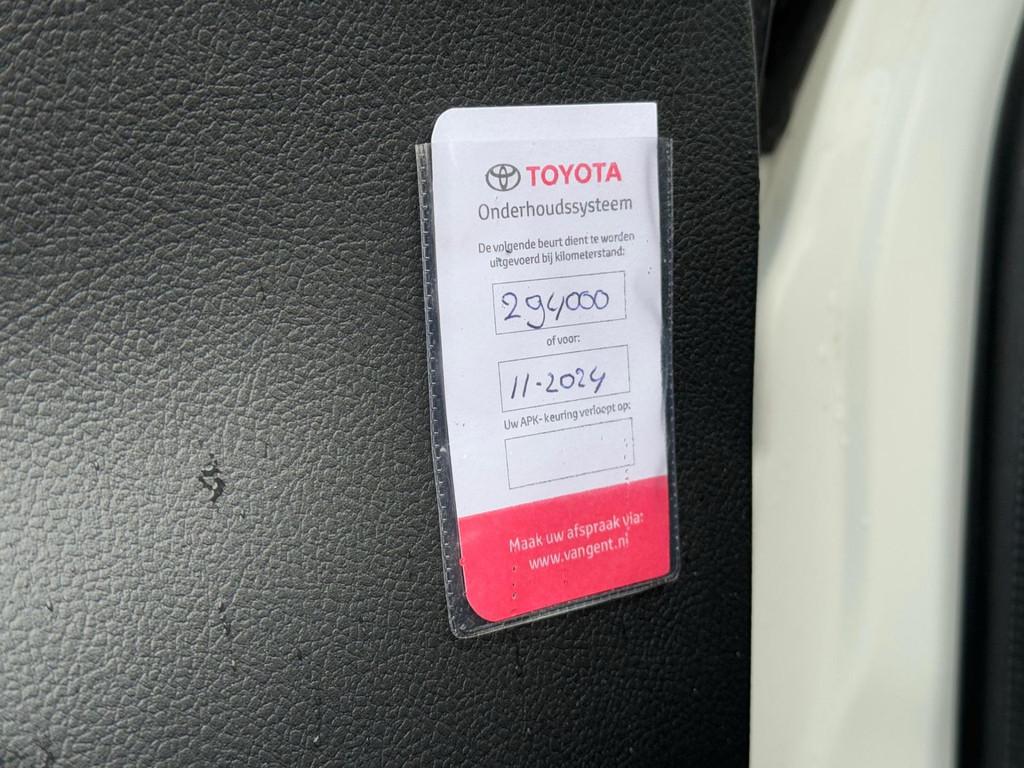 TOYOTA
Onderhoudssysteem
De volgende beurt dient te worden
uitgevoerd bij kilometerstand:
294000
of voor:
11-2024
Uw APK-keuring verloopt op:
Maak uw afspraak via:
www.vangent.nl